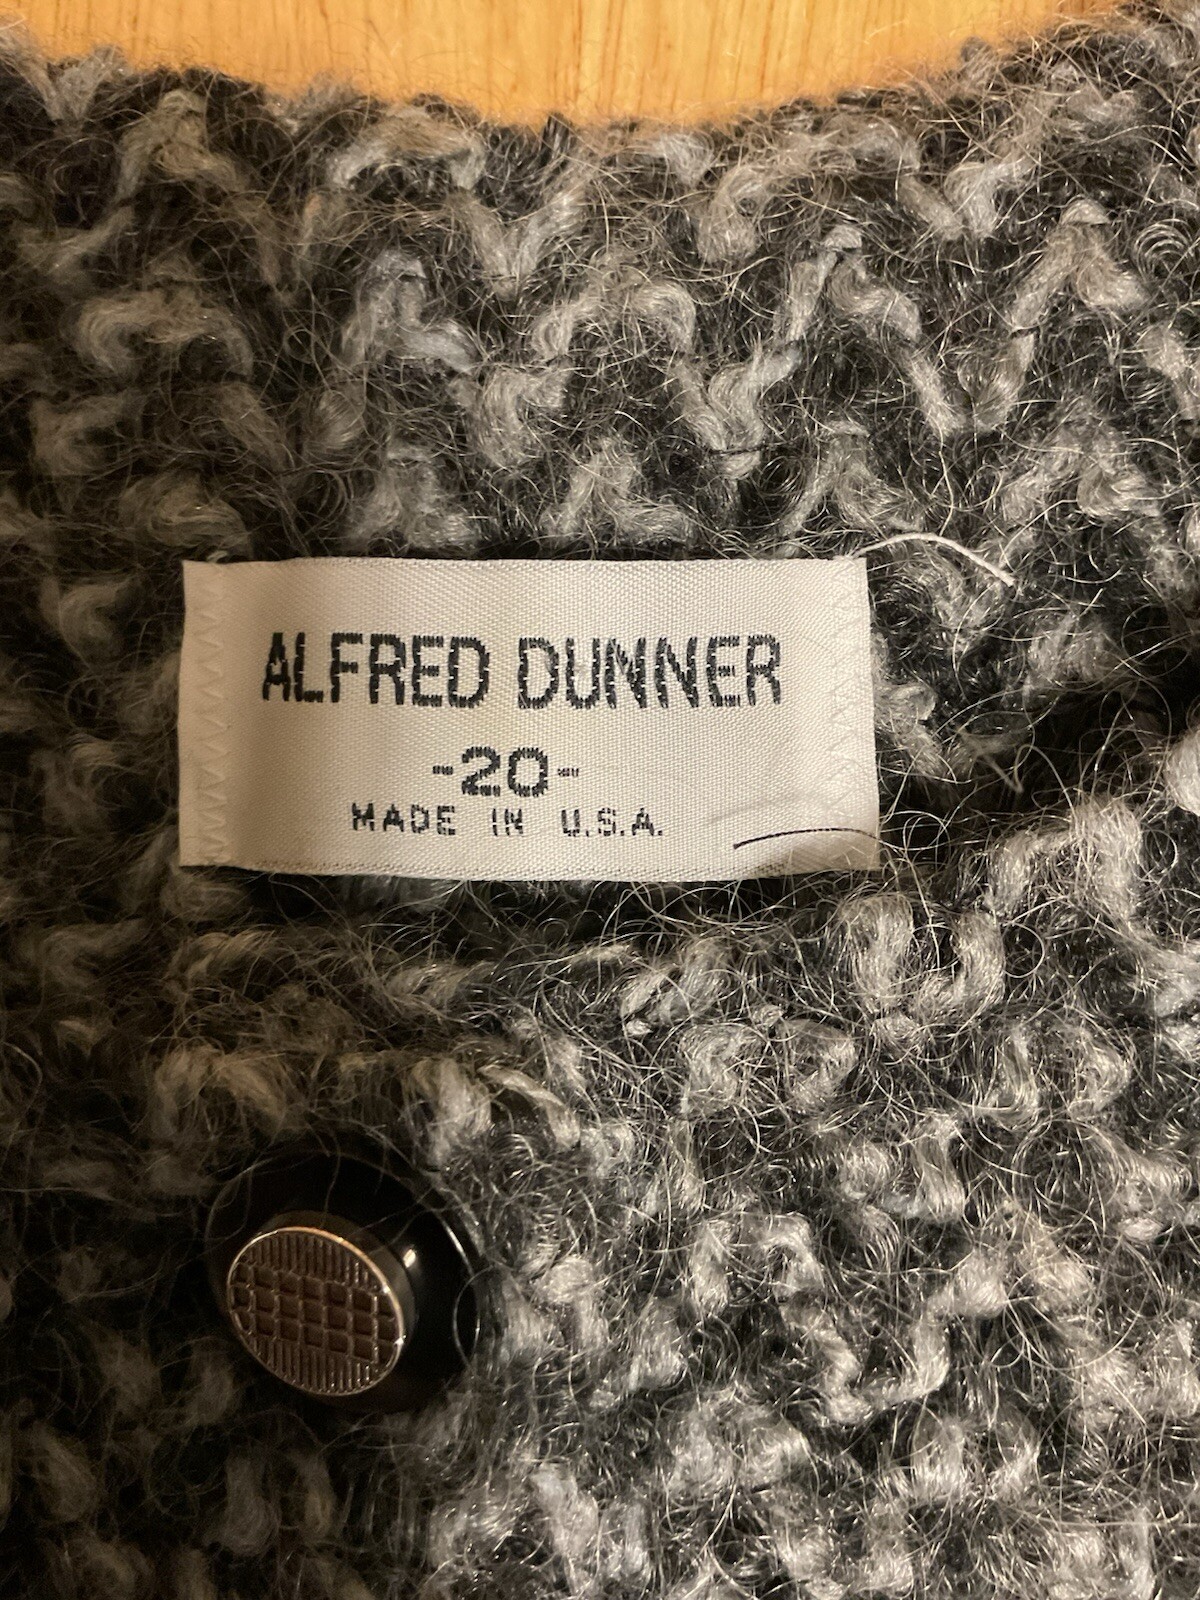 ALFRED DUNNER
-20-
MADE IN U.S.A.